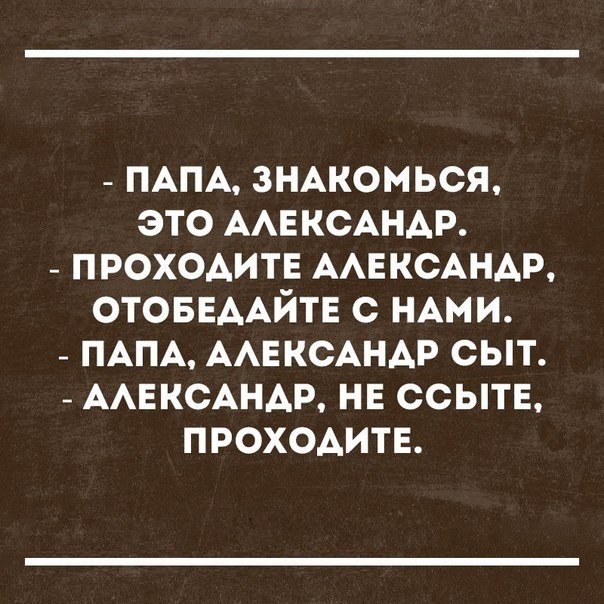 - ПАПА, ЗНАКОМЬСЯ,
ЭТО АЛЕКСАНДР.
- ПРОХОДИТЕ АЛЕКСАНДР,
ОТОБЕДАЙТЕ С НАМИ.
- ПАПА, АЛЕКСАНДР СЫТ.
- АЛЕКСАНДР, НЕ ССЫТЕ,
ПРОХОДИТЕ.